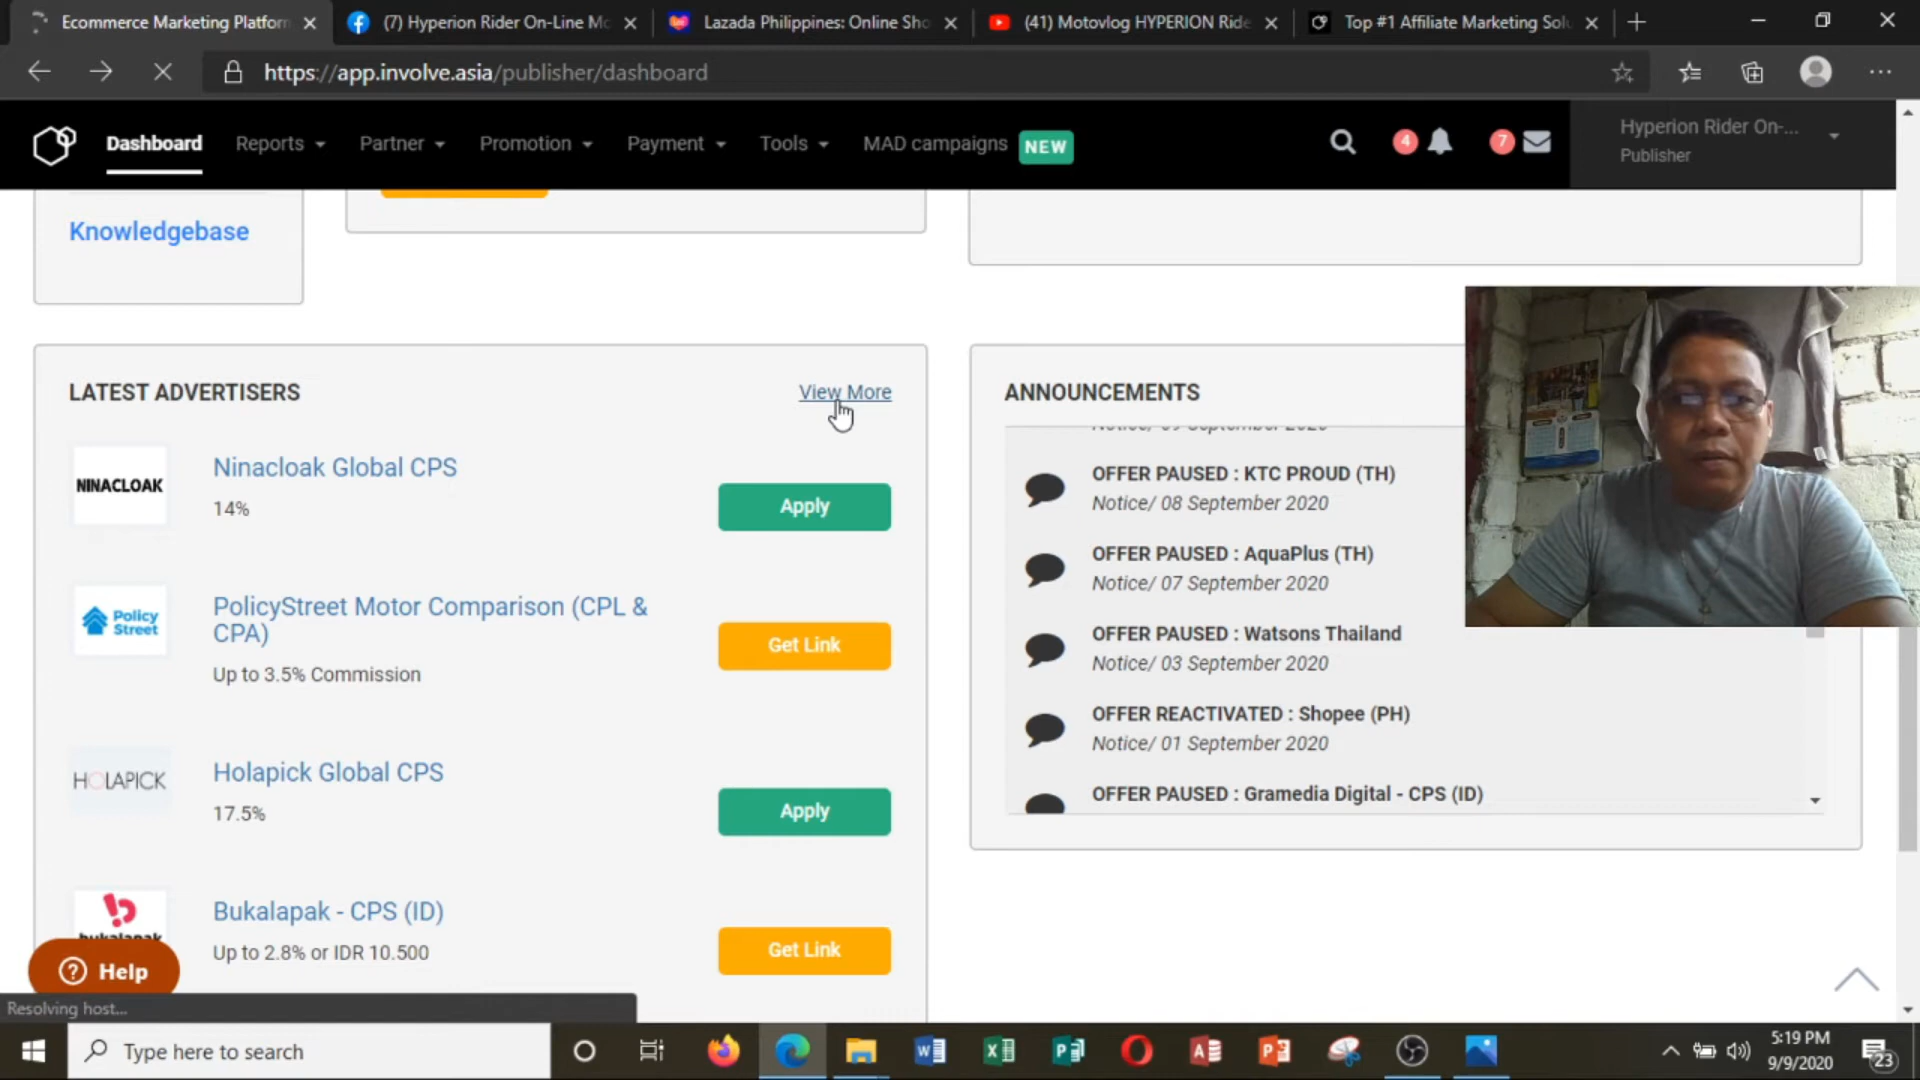 Ecommerce Marketing Platform
(7) Hyperion Rider On-Line Mo
Lazada Philippines: Online Sho
(41) Motovlog HYPERION Ride
Top #1 Affiliate Marketing Solu
https://app.involve.asia/publisher/dashboard
Dashboard
Reports
Partner
Promotion
Payment
Tools
MAD campaigns
NEW
4
7
Hyperion Rider On-...
Publisher
Knowledgebase
LATEST ADVERTISERS
View More
NINACLOAK
Ninacloak Global CPS
14%
Apply
Policy
Street
PolicyStreet Motor Comparison (CPL &
CPA)
Up to 3.5% Commission
Get Link
HOLAPICK
Holapick Global CPS
17.5%
Apply
bukalapak
Bukalapak - CPS (ID)
Up to 2.8% or IDR 10.500
Get Link
ANNOUNCEMENTS
Notice/ 09 September 2020
OFFER PAUSED : KTC PROUD (TH)
Notice/ 08 September 2020
OFFER PAUSED : AquaPlus (TH)
Notice/ 07 September 2020
OFFER PAUSED : Watsons Thailand
Notice/ 03 September 2020
OFFER REACTIVATED : Shopee (PH)
Notice/ 01 September 2020
OFFER PAUSED : Gramedia Digital - CPS (ID)
Help
Resolving host...
Type here to search
5:19 PM
9/9/2020
23